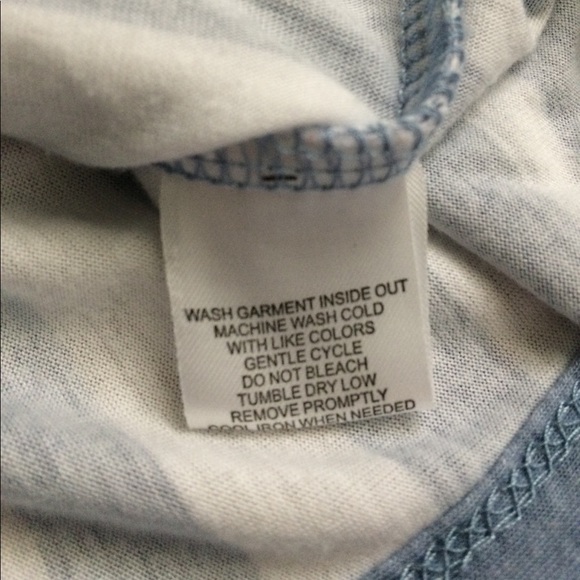 WASH GARMENT INSIDE OUT
MACHINE WASH COLD
WITH LIKE COLORS
GENTLE CYCLE
DO NOT BLEACH
TUMBLE DRY LOW
REMOVE PROMPTLY
COOL IRON WHEN NEEDED